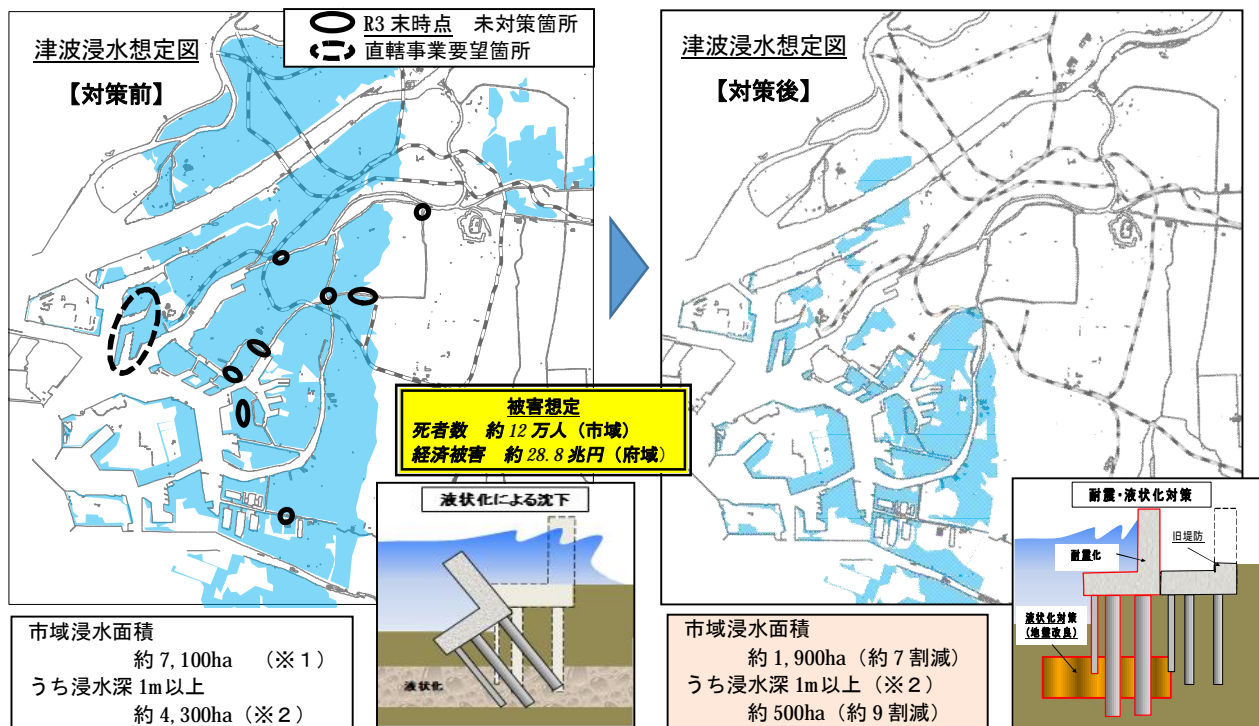 R3 末時点 未対策箇所
直轄事業要望箇所
津波浸水想定図
【対策前】
被害想定
死者数 約 12 万人（市域）
経済被害 約 28.8 兆円（府域）
液状化による沈下
液状化
市域浸水面積
約 7,100ha （※１）
うち浸水深 1m以上
約 4,300ha（※２）
津波浸水想定図
【対策後】
耐震・液状化対策
耐震化
旧堤防
液状化対策
(地盤改良)
市域浸水面積
約 1,900ha（約７割減）
うち浸水深 1m以上（※２）
約 500ha（約９割減）